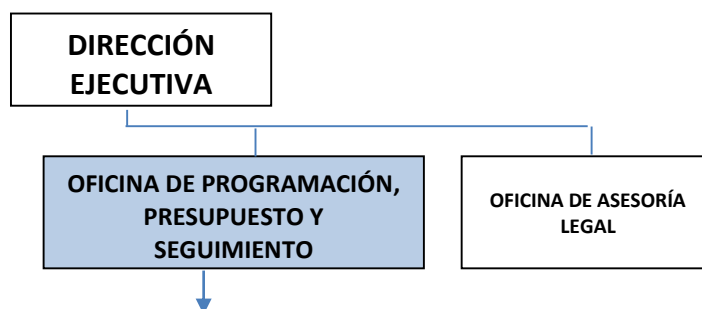 DIRECCIÓN
EJECUTIVA
OFICINA DE PROGRAMACIÓN,
PRESUPUESTO Y
SEGUIMIENTO
OFICINA DE ASESORÍA
LEGAL